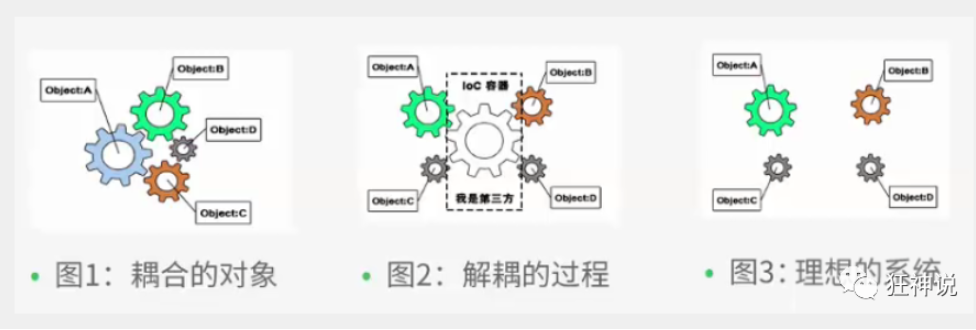 Object:B
Object:A
Object:D
Object:C
图1：耦合的对象
Object:A
IoC 容器
Object:B
Object:C
我是第三方
Object:D
图2：解耦的过程
Object:A
Object:B
Object:C
Object:D
图3：理想的系统
狂神说